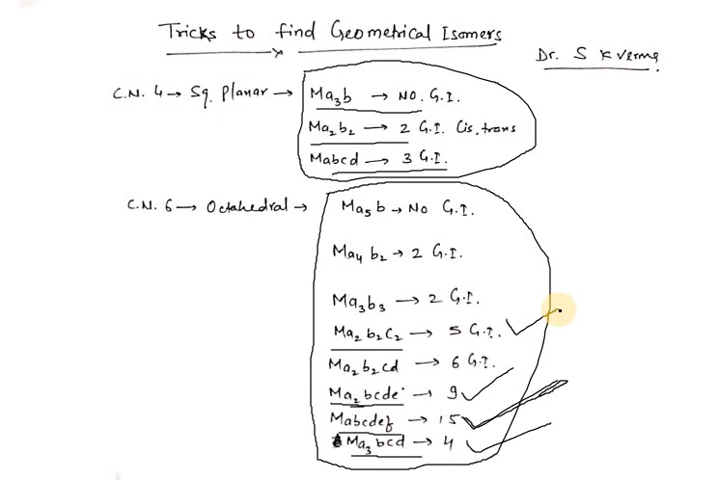 Tricks to find Geometrical Isomers
Dr. S K Verma
C.N. 4 → Sq. Planar → Ma₃b → NO. G.I.
Ma₂b₂ → 2 G.I. Cis, trans
Mabcd → 3 G.I.
C.N. 6 → Octahedral → Ma₅b → No G.I.
Ma₄b₂ → 2 G.I.
Ma₃b₃ → 2 G.I.
Ma₂b₂C₂ → 5 G.I.
Ma₂b₂cd → 6 G.I.
Ma₂bcde → 9
Mabcdef → 15
Ma₃bcd → 4